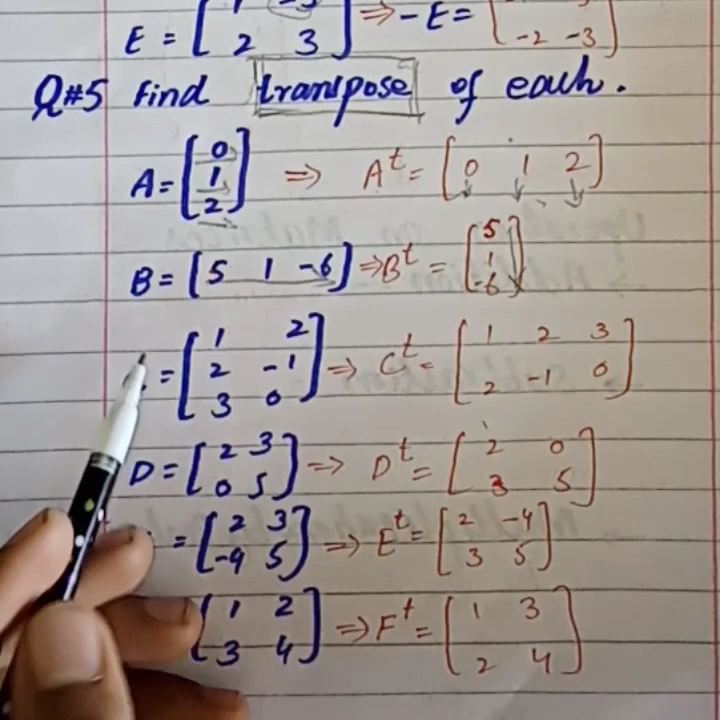 E = [ 2 3 ] ⇒ -E = [ -2 -3 ]
Q#5 Find transpose of each.
A = [ 0
1
2 ] ⇒ A^t = [ 0 1 2 ]
B = [ 5 1 -6 ] ⇒ B^t = [ 5
1
-6 ]
= [ 1 2
2 -1
3 0 ] ⇒ C^t = [ 1 2 3
2 -1 0 ]
D = [ 2 3
0 5 ] ⇒ D^t = [ 2 0
3 5 ]
= [ 2 3
-4 5 ] ⇒ E^t = [ 2 -4
3 5 ]
[ 1 2
3 4 ] ⇒ F^t = [ 1 3
2 4 ]